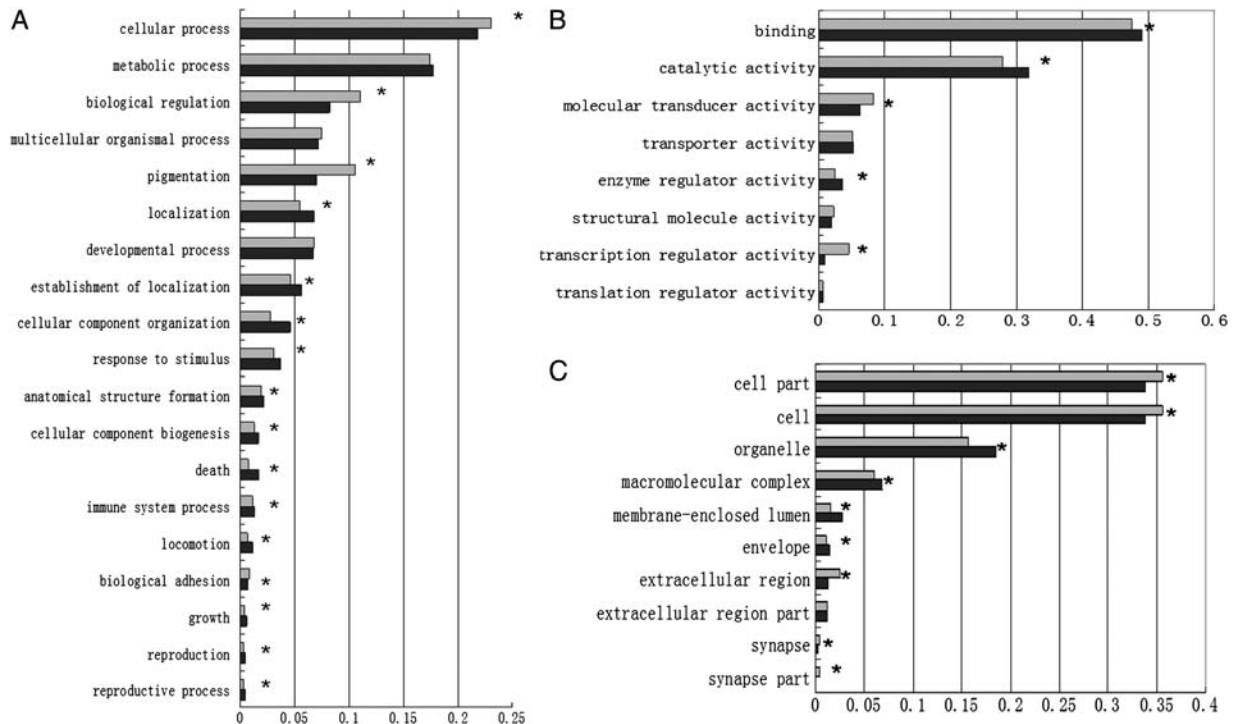 A
cellular process
*
metabolic process
biological regulation
*
multicellular organismal process
pigmentation
*
localization
*
developmental process
establishment of localization
*
cellular component organization
*
response to stimulus
*
anatomical structure formation
*
cellular component biogenesis
*
death
*
immune system process
*
locomotion
*
biological adhesion
*
growth
*
reproduction
*
reproductive process
*
0 0.05 0.1 0.15 0.2 0.25
B
binding
*
catalytic activity
*
molecular transducer activity
*
transporter activity
enzyme regulator activity
*
structural molecule activity
transcription regulator activity
*
translation regulator activity
0 0.1 0.2 0.3 0.4 0.5 0.6
C
cell part
*
cell
*
organelle
*
macromolecular complex
*
membrane-enclosed lumen
*
envelope
*
extracellular region
*
extracellular region part
synapse
*
synapse part
*
0 0.05 0.1 0.15 0.2 0.25 0.3 0.35 0.4